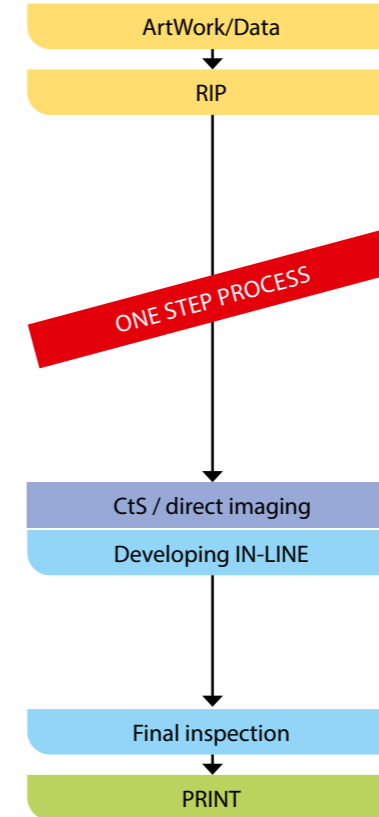 ArtWork/Data
RIP
ONE STEP PROCESS
CtS / direct imaging
Developing IN-LINE
Final inspection
PRINT